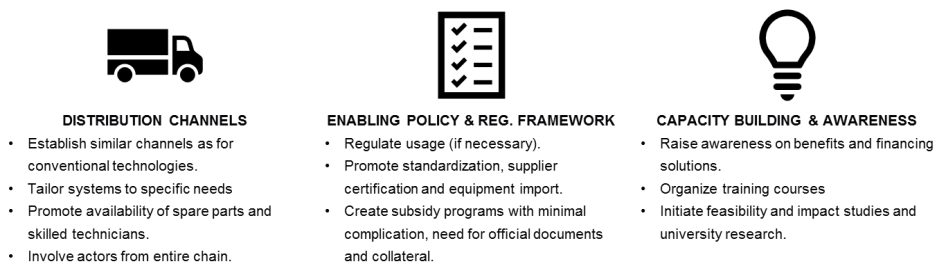 DISTRIBUTION CHANNELS
• Establish similar channels as for
conventional technologies.
• Tailor systems to specific needs
• Promote availability of spare parts and
skilled technicians.
• Involve actors from entire chain.
ENABLING POLICY & REG. FRAMEWORK
• Regulate usage (if necessary).
• Promote standardization, supplier
certification and equipment import.
• Create subsidy programs with minimal
complication, need for official documents
and collateral.
CAPACITY BUILDING & AWARENESS
• Raise awareness on benefits and financing
solutions.
• Organize training courses
• Initiate feasibility and impact studies and
university research.